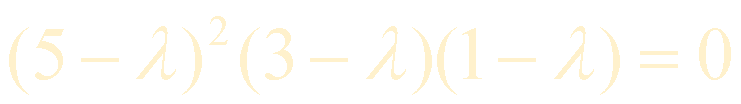 (5 − λ)²(3 − λ)(1 − λ) = 0